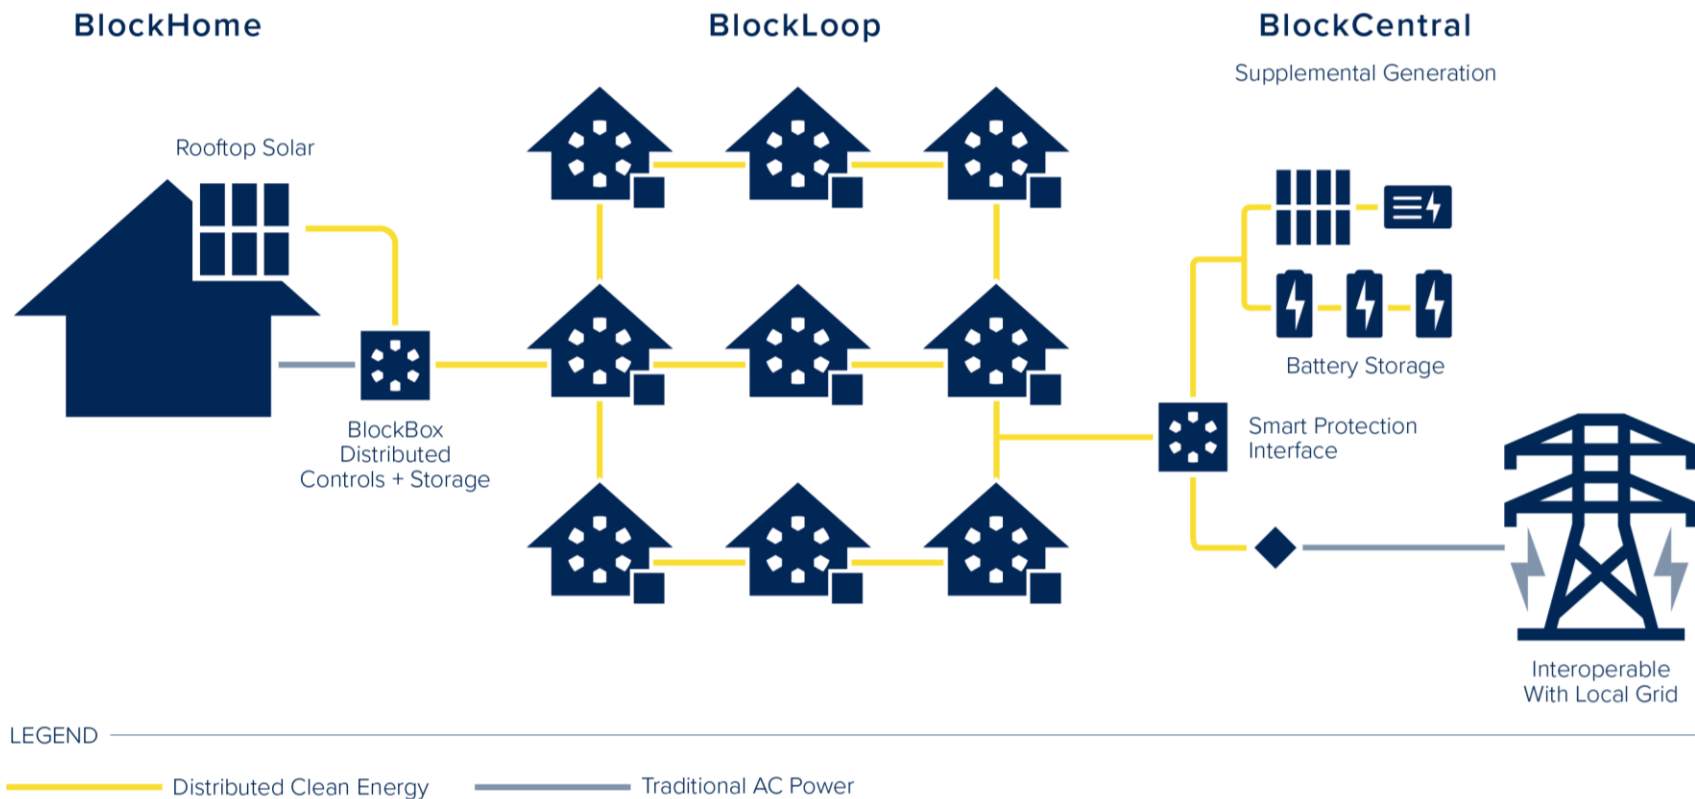 BlockHome
BlockLoop
BlockCentral
Supplemental Generation
Rooftop Solar
BlockBox
Distributed
Controls + Storage
Battery Storage
Smart Protection
Interface
Interoperable
With Local Grid
LEGEND
Distributed Clean Energy
Traditional AC Power